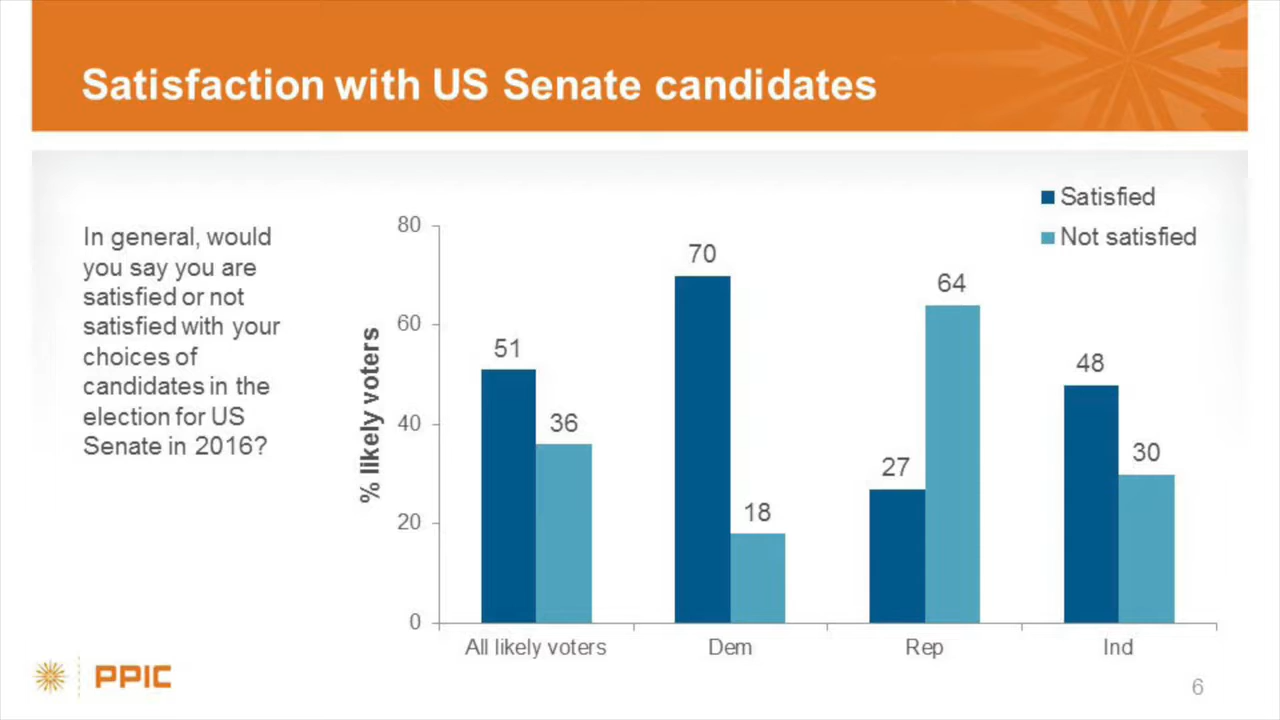 Satisfaction with US Senate candidates
In general, would
you say you are
satisfied or not
satisfied with your
choices of
candidates in the
election for US
Senate in 2016?
Satisfied
Not satisfied
% likely voters
80
60
40
20
0
51
36
70
18
27
64
48
30
All likely voters
Dem
Rep
Ind
PPIC
6